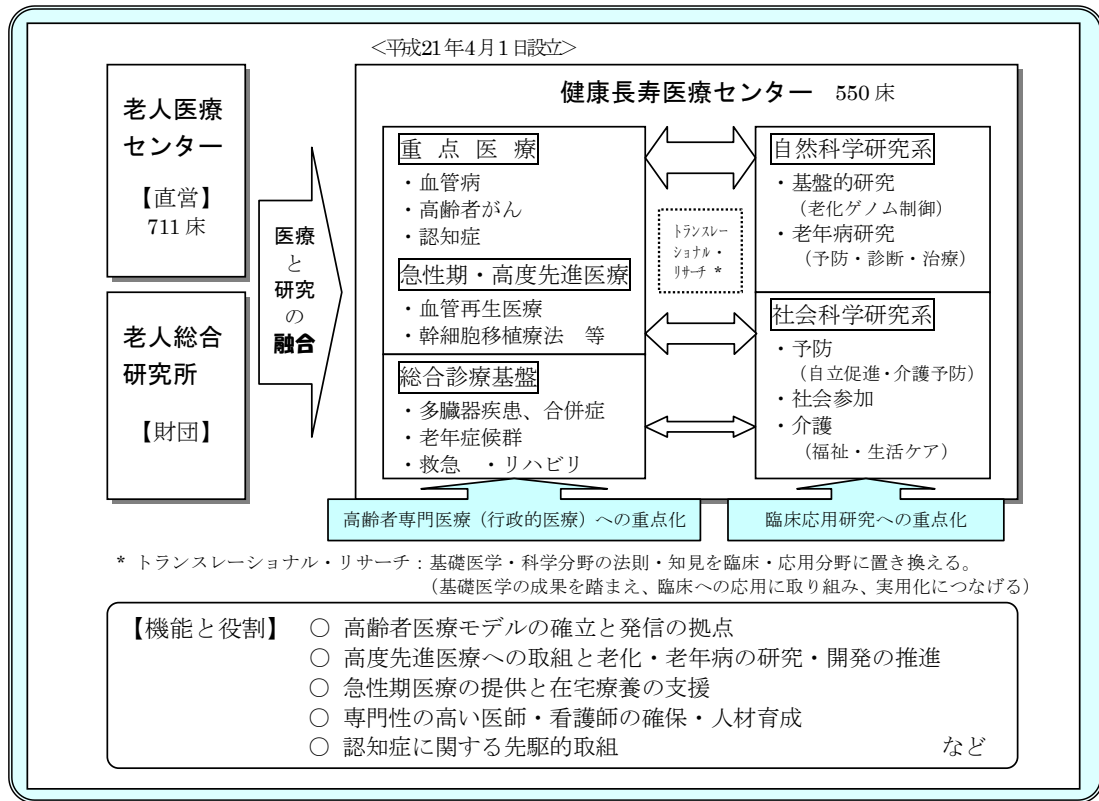 ＜平成21年4月1日設立＞
老人医療
センター
【直営】
711床
老人総合
研究所
【財団】
医療
と
研究
の
融合
健康長寿医療センター 550床
重点医療
・血管病
・高齢者がん
・認知症
急性期・高度先進医療
・血管再生医療
・幹細胞移植療法 等
総合診療基盤
・多臓器疾患、合併症
・老年症候群
・救急 ・リハビリ
トランスレー
ショナル・
リサーチ *
自然科学研究系
・基盤的研究
（老化ゲノム制御）
・老年病研究
（予防・診断・治療）
社会科学研究系
・予防
（自立促進・介護予防）
・社会参加
・介護
（福祉・生活ケア）
高齢者専門医療（行政的医療）への重点化
臨床応用研究への重点化
* トランスレーショナル・リサーチ：基礎医学・科学分野の法則・知見を臨床・応用分野に置き換える。
（基礎医学の成果を踏まえ、臨床への応用に取り組み、実用化につなげる）
【機能と役割】 ○ 高齢者医療モデルの確立と発信の拠点
○ 高度先進医療への取組と老化・老年病の研究・開発の推進
○ 急性期医療の提供と在宅療養の支援
○ 専門性の高い医師・看護師の確保・人材育成
○ 認知症に関する先駆的取組 など